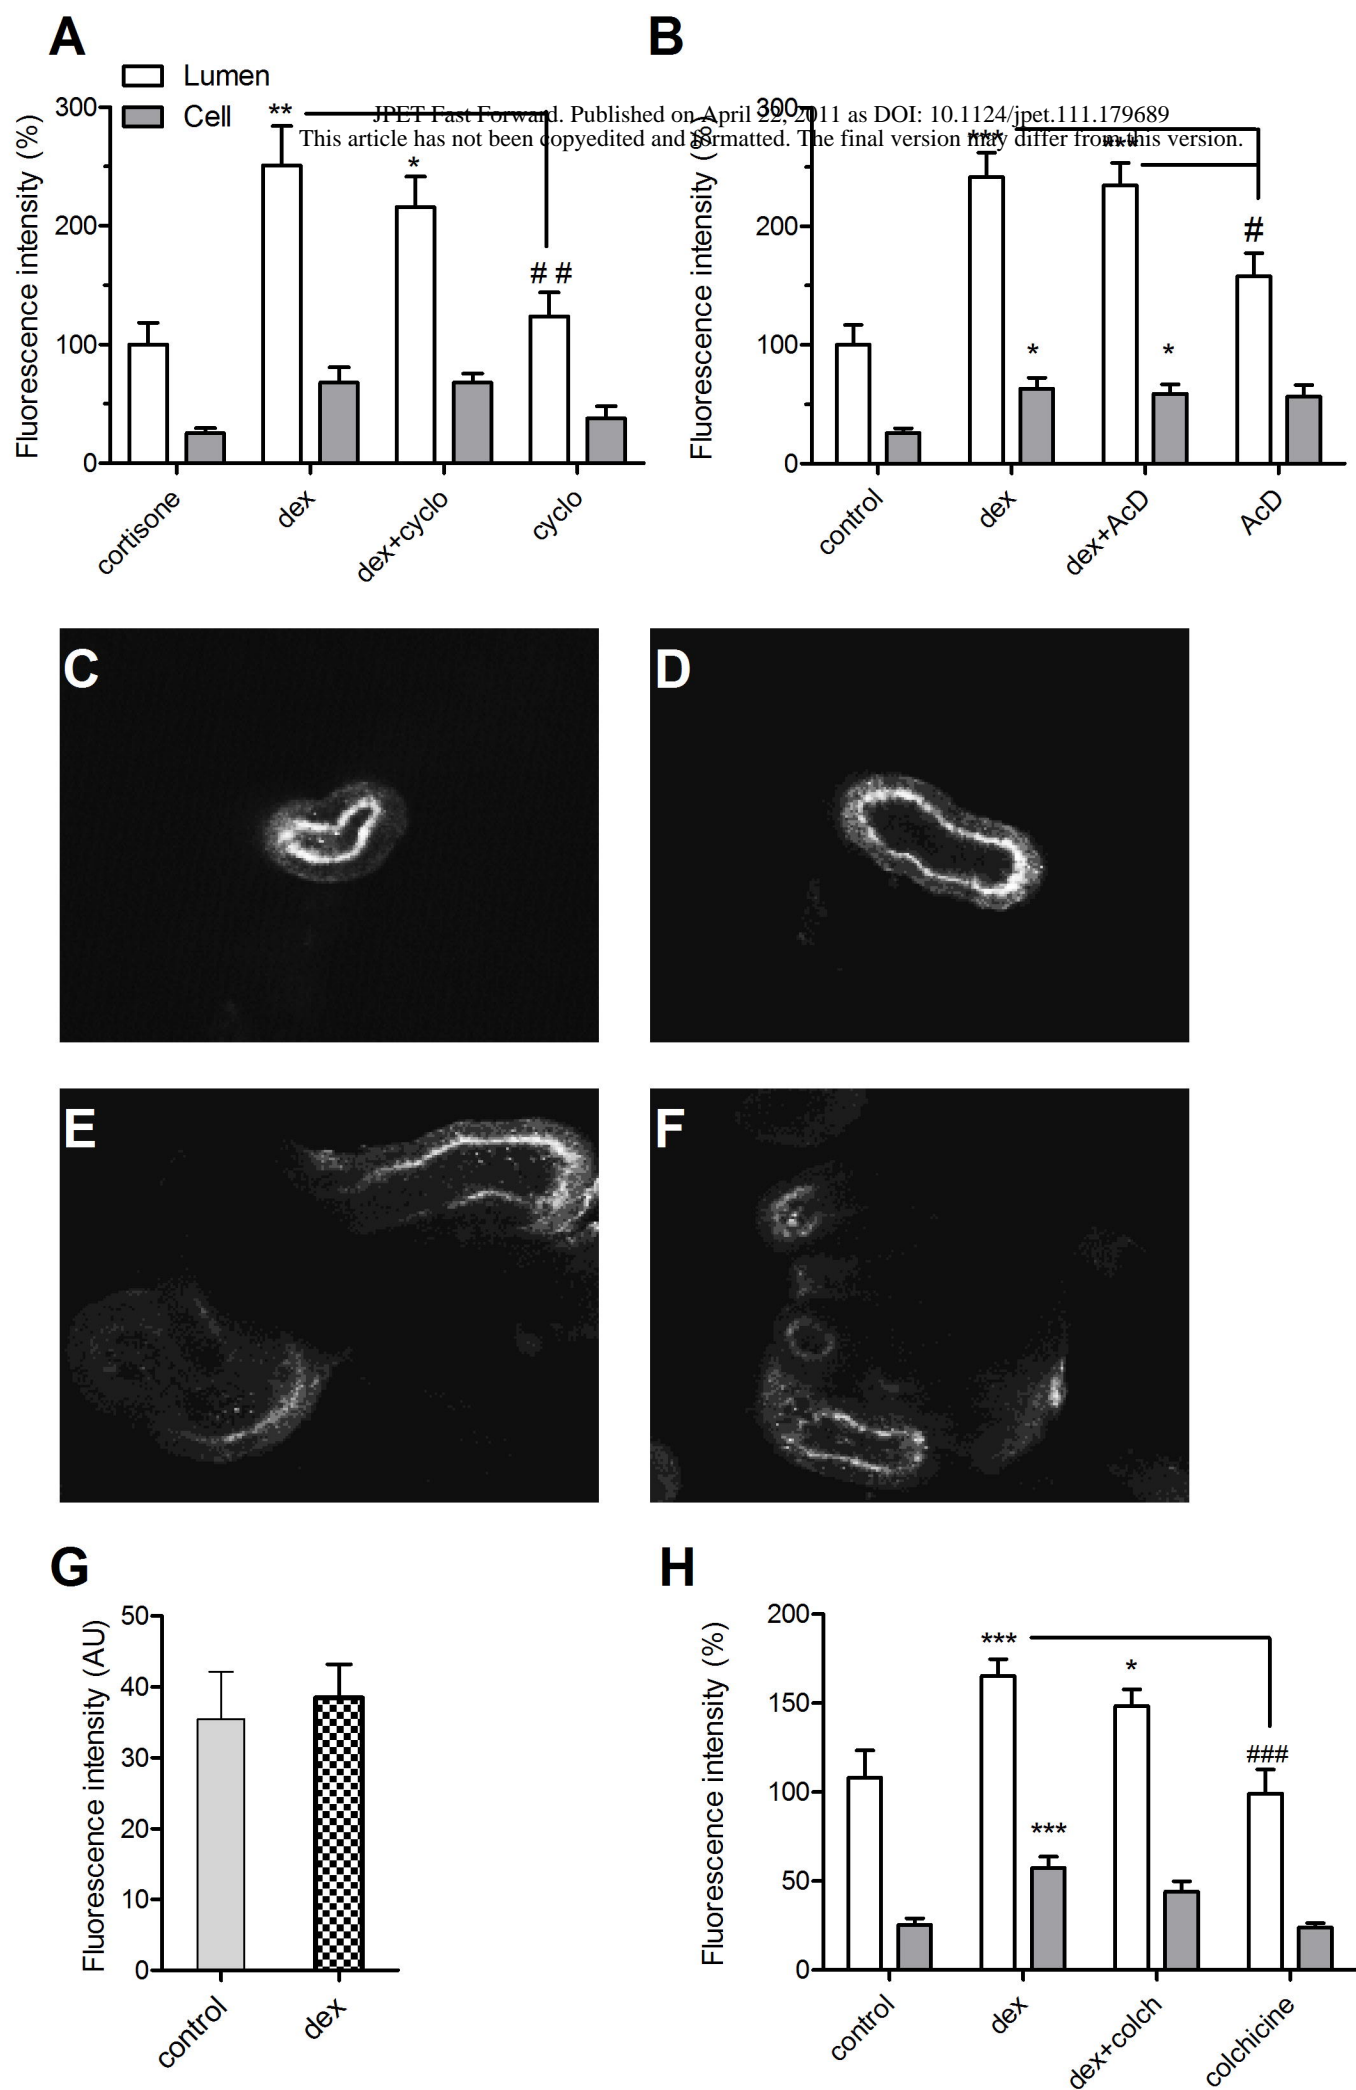 A
B
Lumen
Cell
JPET Fast Forward. Published on April 22, 2011 as DOI: 10.1124/jpet.111.179689
This article has not been copyedited and formatted. The final version may differ from this version.
Fluorescence intensity (%)
300
200
100
0
**
*
# #
cortisone
dex
dex+cyclo
cyclo
Fluorescence intensity (%)
300
200
100
0
***
***
#
*
*
control
dex
dex+AcD
AcD
C
D
E
F
G
H
Fluorescence intensity (AU)
50
40
30
20
10
0
control
dex
Fluorescence intensity (%)
200
150
100
50
0
***
*
###
***
control
dex
dex+colch
colchicine